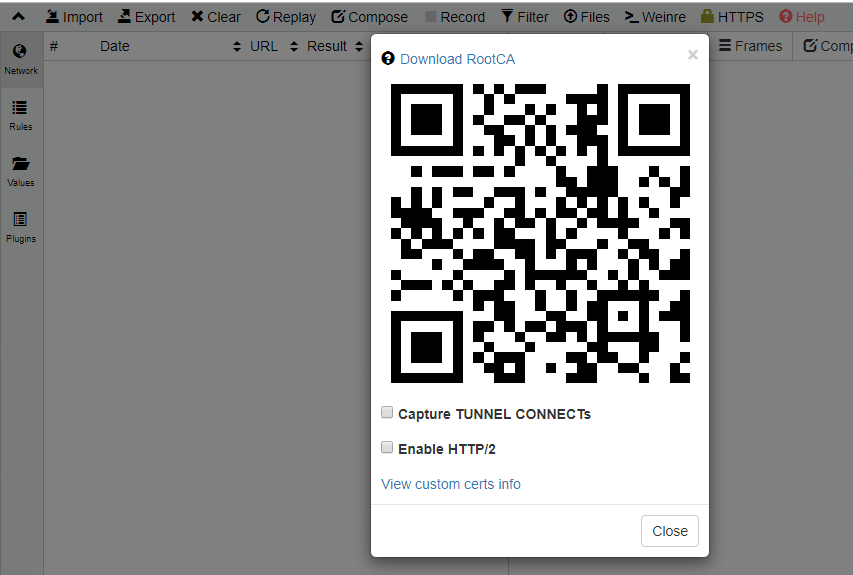 Import Export Clear Replay Compose Record Filter Files Weinre HTTPS Help
Network
Rules
Values
Plugins
# Date URL Result
Frames Comp
Download RootCA ×
Capture TUNNEL CONNECTs
Enable HTTP/2
View custom certs info
Close